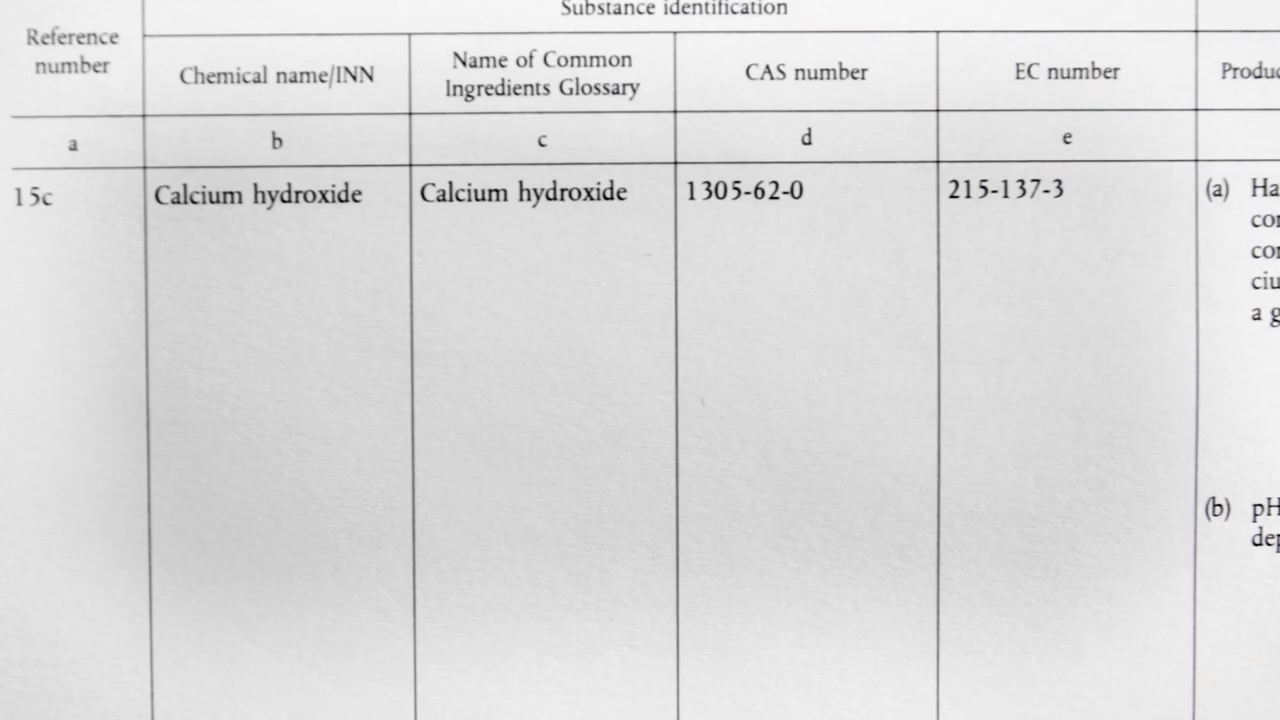 Substance identification
Reference
number
Chemical name/INN
Name of Common
Ingredients Glossary
CAS number
EC number
a
b
c
d
e
15c
Calcium hydroxide
Calcium hydroxide
1305-62-0
215-137-3
(a)
a
(b)